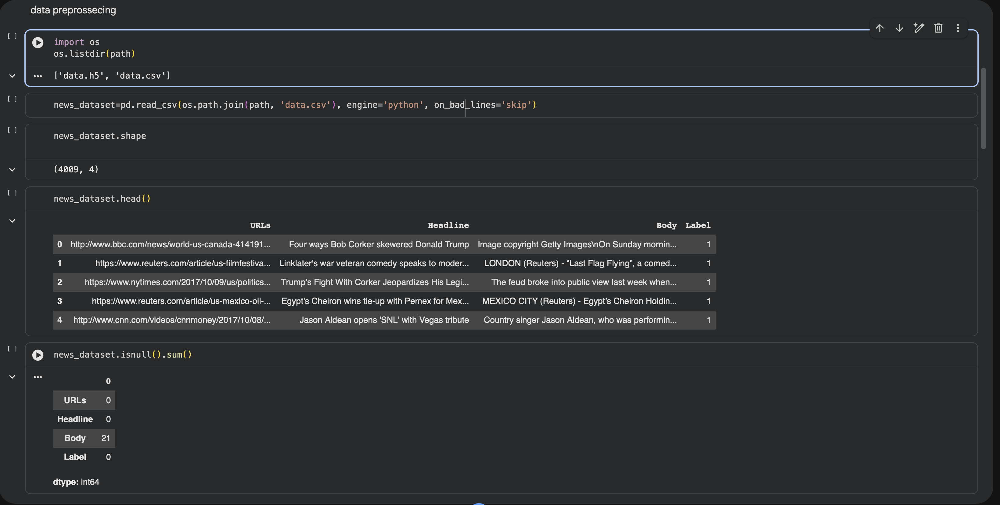 data preprossecing
[ ]
import os
os.listdir(path)
['data.h5', 'data.csv']
[ ]
news_dataset=pd.read_csv(os.path.join(path, 'data.csv'), engine='python', on_bad_lines='skip')
[ ]
news_dataset.shape
(4009, 4)
[ ]
news_dataset.head()
URLs Headline Body Label
0 http://www.bbc.com/news/world-us-canada-414191... Four ways Bob Corker skewered Donald Trump Image copyright Getty Images\nOn Sunday mornin... 1
1 https://www.reuters.com/article/us-filmfestiva... Linklater's war veteran comedy speaks to moder... LONDON (Reuters) - “Last Flag Flying”, a comed... 1
2 https://www.nytimes.com/2017/10/09/us/politics... Trump’s Fight With Corker Jeopardizes His Legi... The feud broke into public view last week when... 1
3 https://www.reuters.com/article/us-mexico-oil-... Egypt's Cheiron wins tie-up with Pemex for Mex... MEXICO CITY (Reuters) - Egypt’s Cheiron Holdin... 1
4 http://www.cnn.com/videos/cnnmoney/2017/10/08/... Jason Aldean opens 'SNL' with Vegas tribute Country singer Jason Aldean, who was performin... 1
[ ]
news_dataset.isnull().sum()
0
URLs 0
Headline 0
Body 21
Label 0
dtype: int64